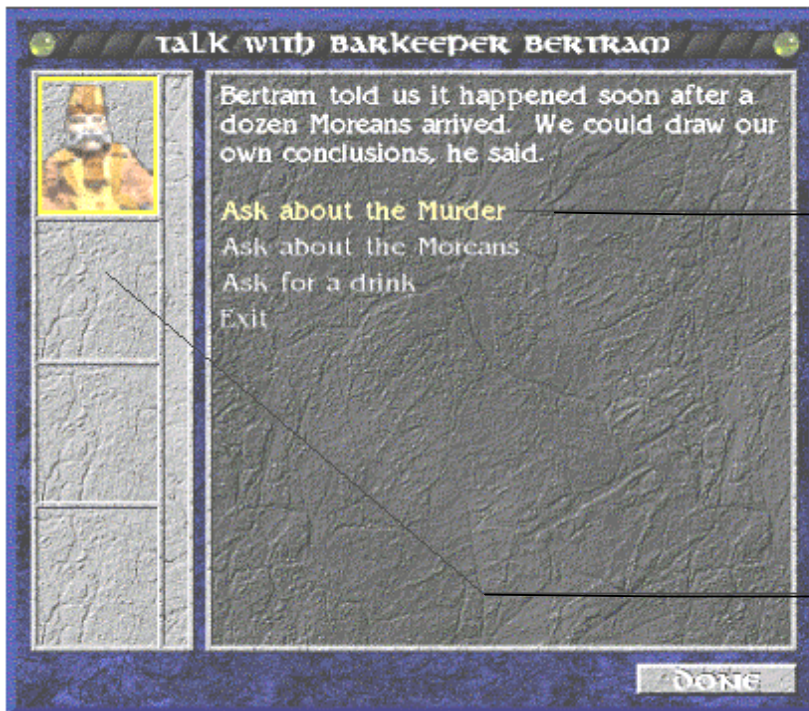 TALK WITH BARKEEPER BERTRAM
Bertram told us it happened soon after a
dozen Moreans arrived. We could draw our
own conclusions, he said.
Ask about the Murder
Ask about the Moreans
Ask for a drink
Exit
DONE